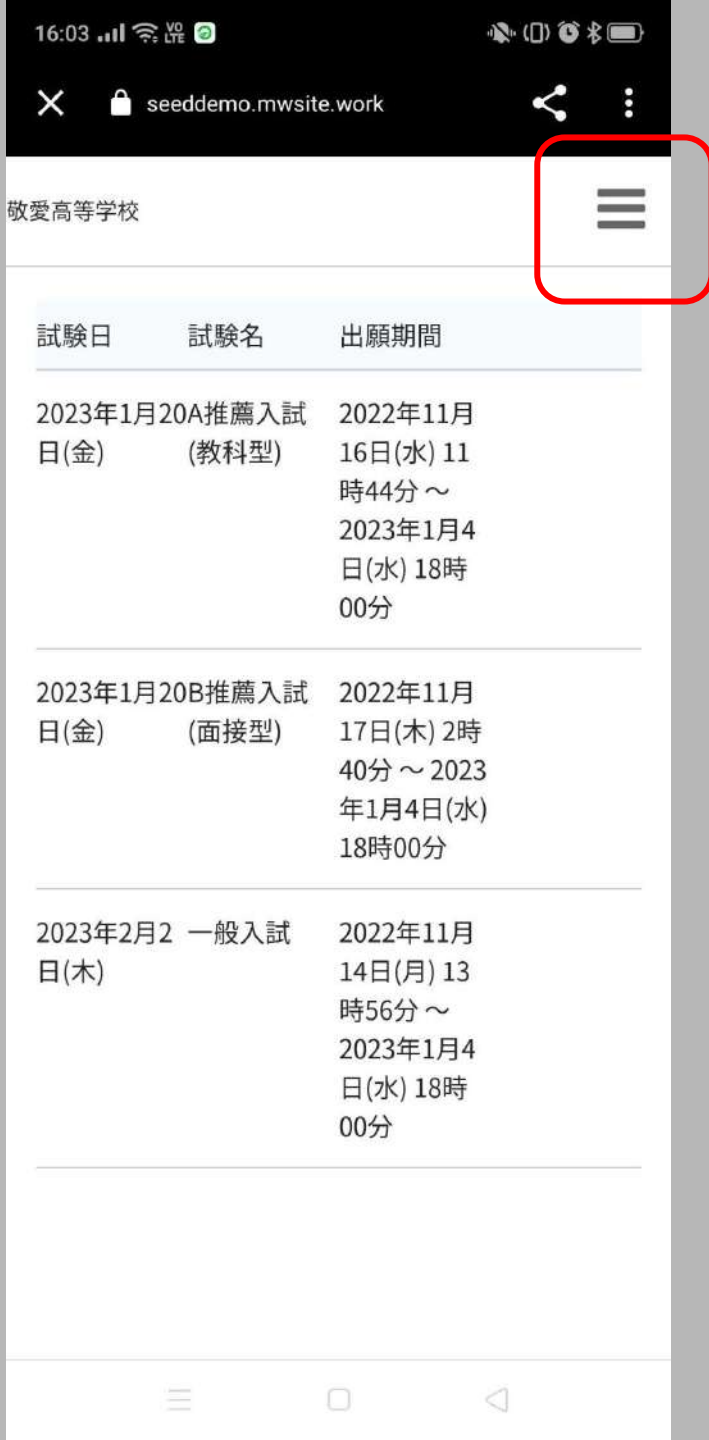 16:03 VO LTE
seeddemo.mwsite.work
敬愛高等学校
試験日 試験名 出願期間
2023年1月20A推薦入試 2022年11月
日(金) (教科型) 16日(水) 11
時44分 ～
2023年1月4
日(水) 18時
00分
2023年1月20B推薦入試 2022年11月
日(金) (面接型) 17日(木) 2時
40分 ～ 2023
年1月4日(水)
18時00分
2023年2月2 一般入試 2022年11月
日(木) 14日(月) 13
時56分 ～
2023年1月4
日(水) 18時
00分